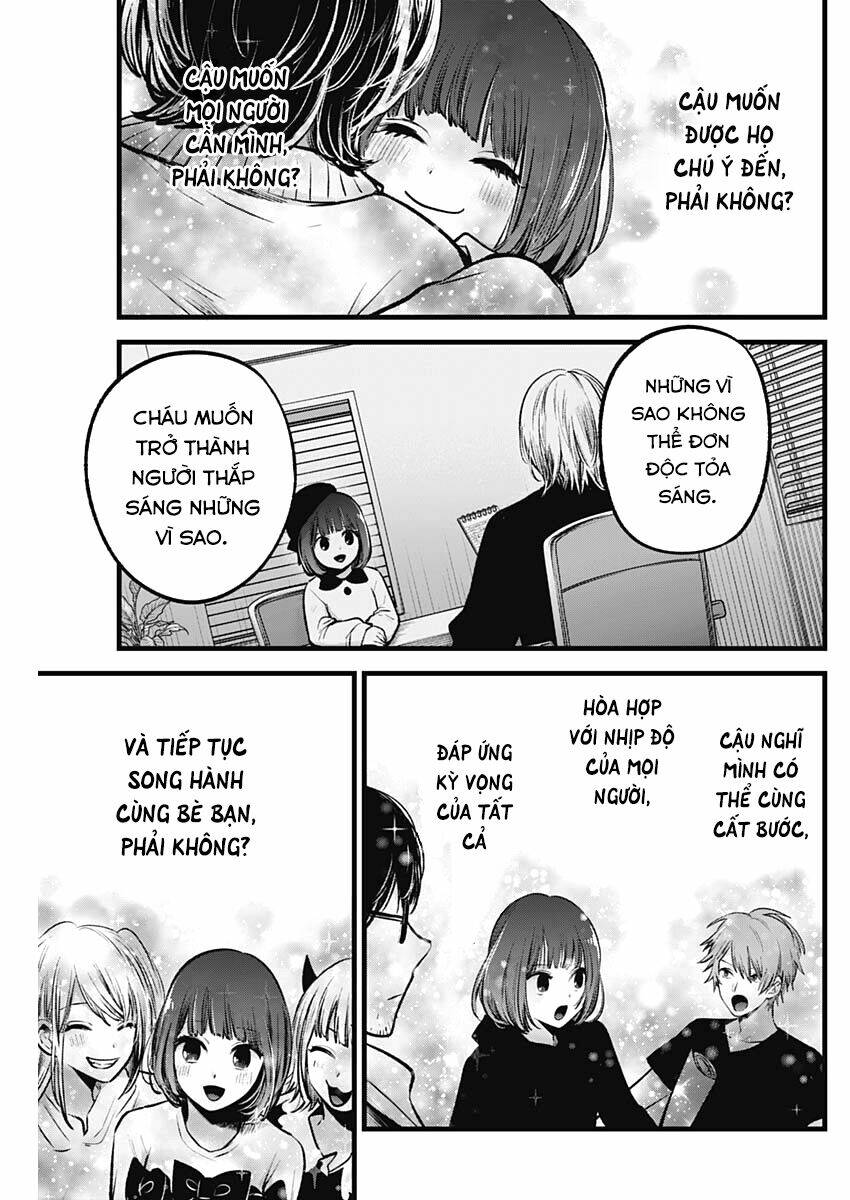 CẬU MUỐN
ĐƯỢC HỌ
CHÚ Ý ĐẾN,
PHẢI KHÔNG?
CẬU MUỐN
MỌI NGƯỜI
CẦN MÌNH,
PHẢI KHÔNG?
NHỮNG VÌ
SAO KHÔNG
THỂ ĐƠN
ĐỘC TỎA
SÁNG.
CHÁU MUỐN
TRỞ THÀNH
NGƯỜI THẮP
SÁNG NHỮNG
VÌ SAO.
CẬU NGHĨ
MÌNH CÓ
THỂ CÙNG
CẤT BƯỚC,
HÒA HỢP
VỚI NHỊP ĐỘ
CỦA MỌI
NGƯỜI,
ĐÁP ỨNG
KỲ VỌNG
CỦA TẤT
CẢ
VÀ TIẾP TỤC
SONG HÀNH
CÙNG BÈ BẠN,
PHẢI KHÔNG?